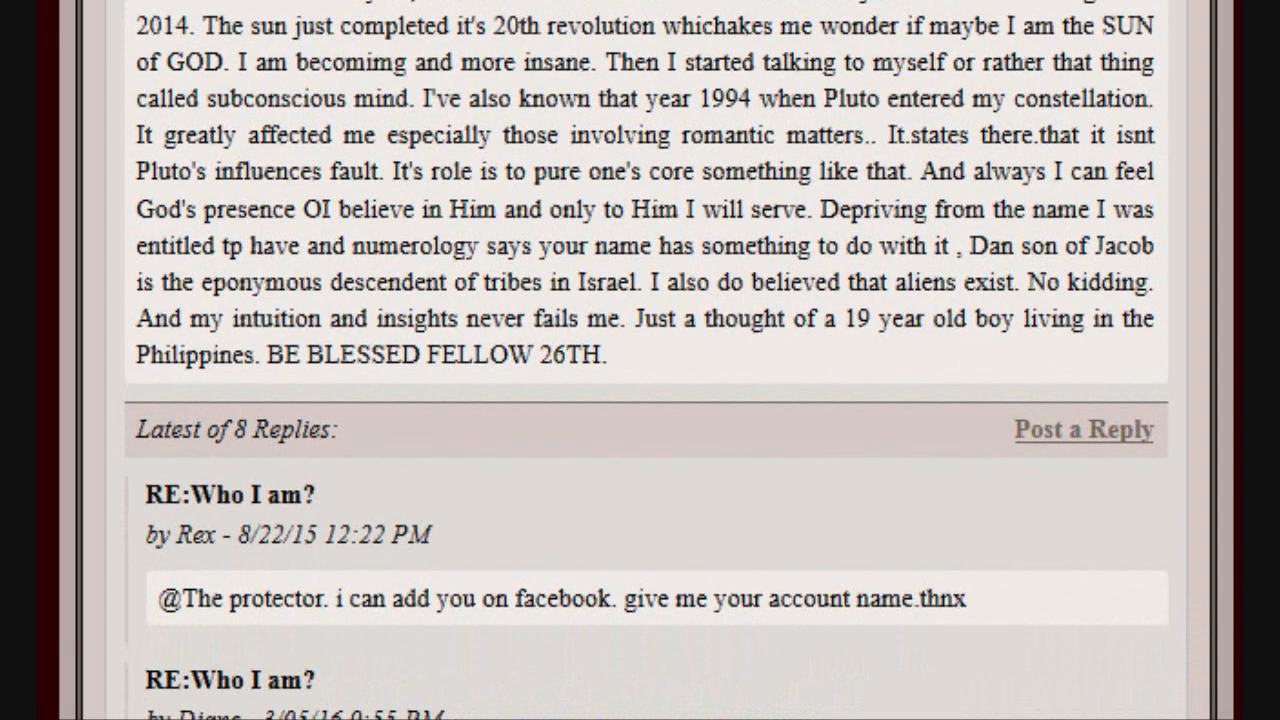 2014. The sun just completed it's 20th revolution whichakes me wonder if maybe I am the SUN
of GOD. I am becomimg and more insane. Then I started talking to myself or rather that thing
called subconscious mind. I've also known that year 1994 when Pluto entered my constellation.
It greatly affected me especially those involving romantic matters.. It.states there.that it isnt
Pluto's influences fault. It's role is to pure one's core something like that. And always I can feel
God's presence OI believe in Him and only to Him I will serve. Depriving from the name I was
entitled tp have and numerology says your name has something to do with it , Dan son of Jacob
is the eponymous descendent of tribes in Israel. I also do believed that aliens exist. No kidding.
And my intuition and insights never fails me. Just a thought of a 19 year old boy living in the
Philippines. BE BLESSED FELLOW 26TH.
Latest of 8 Replies: Post a Reply
RE:Who I am?
by Rex - 8/22/15 12:22 PM
@The protector. i can add you on facebook. give me your account name.thnx
RE:Who I am?
by Diane - 3/05/16 9:55 PM